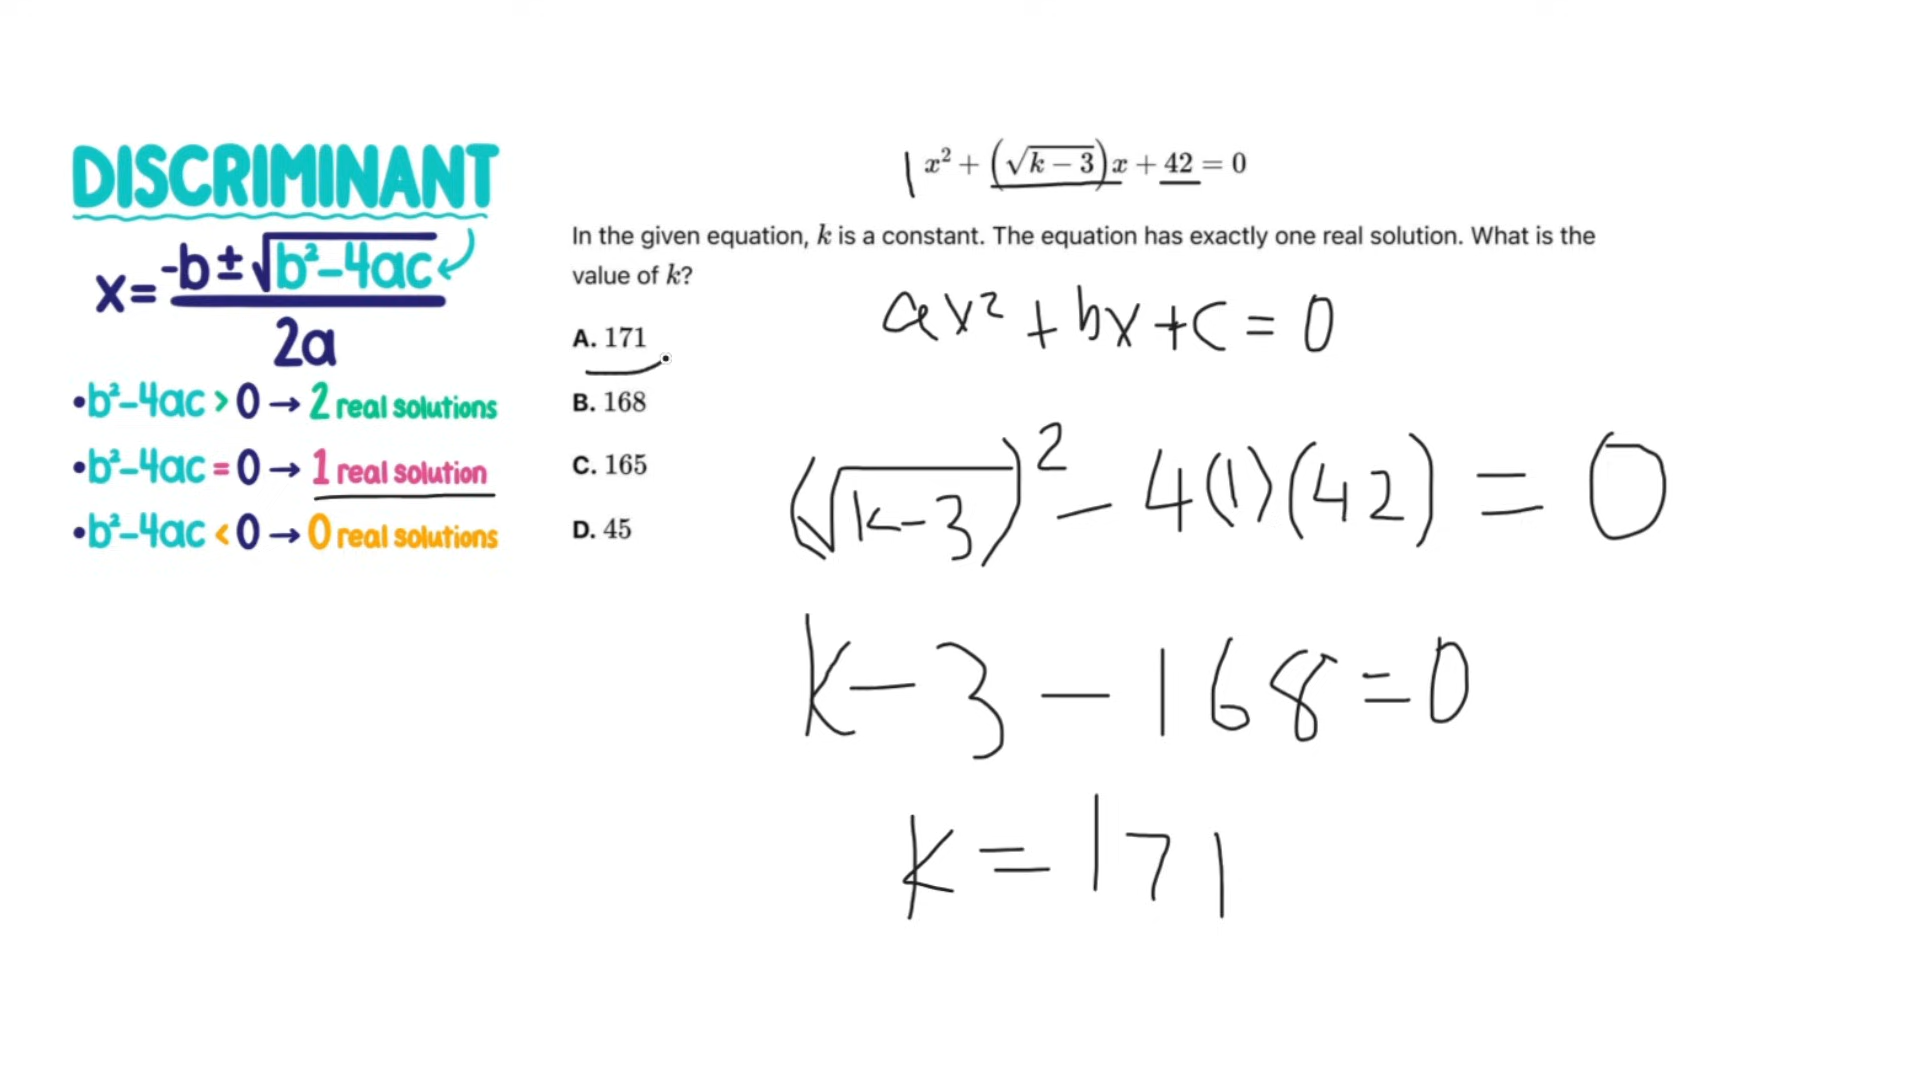 DISCRIMINANT
x = -b ± √b²-4ac / 2a
•b²-4ac > 0 → 2 real solutions
•b²-4ac = 0 → 1 real solution
•b²-4ac < 0 → 0 real solutions
1 x² + (√k − 3)x + 42 = 0
In the given equation, k is a constant. The equation has exactly one real solution. What is the
value of k?
A. 171
B. 168
C. 165
D. 45
ax² + bx + c = 0
(√k-3)² - 4(1)(42) = 0
k - 3 - 168 = 0
k = 171